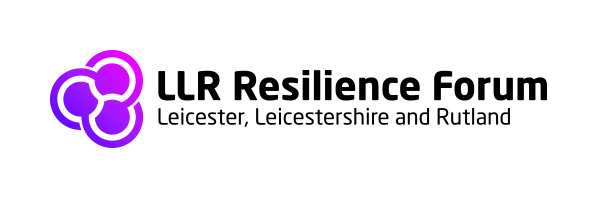 LLR Resilience Forum
Leicester, Leicestershire and Rutland